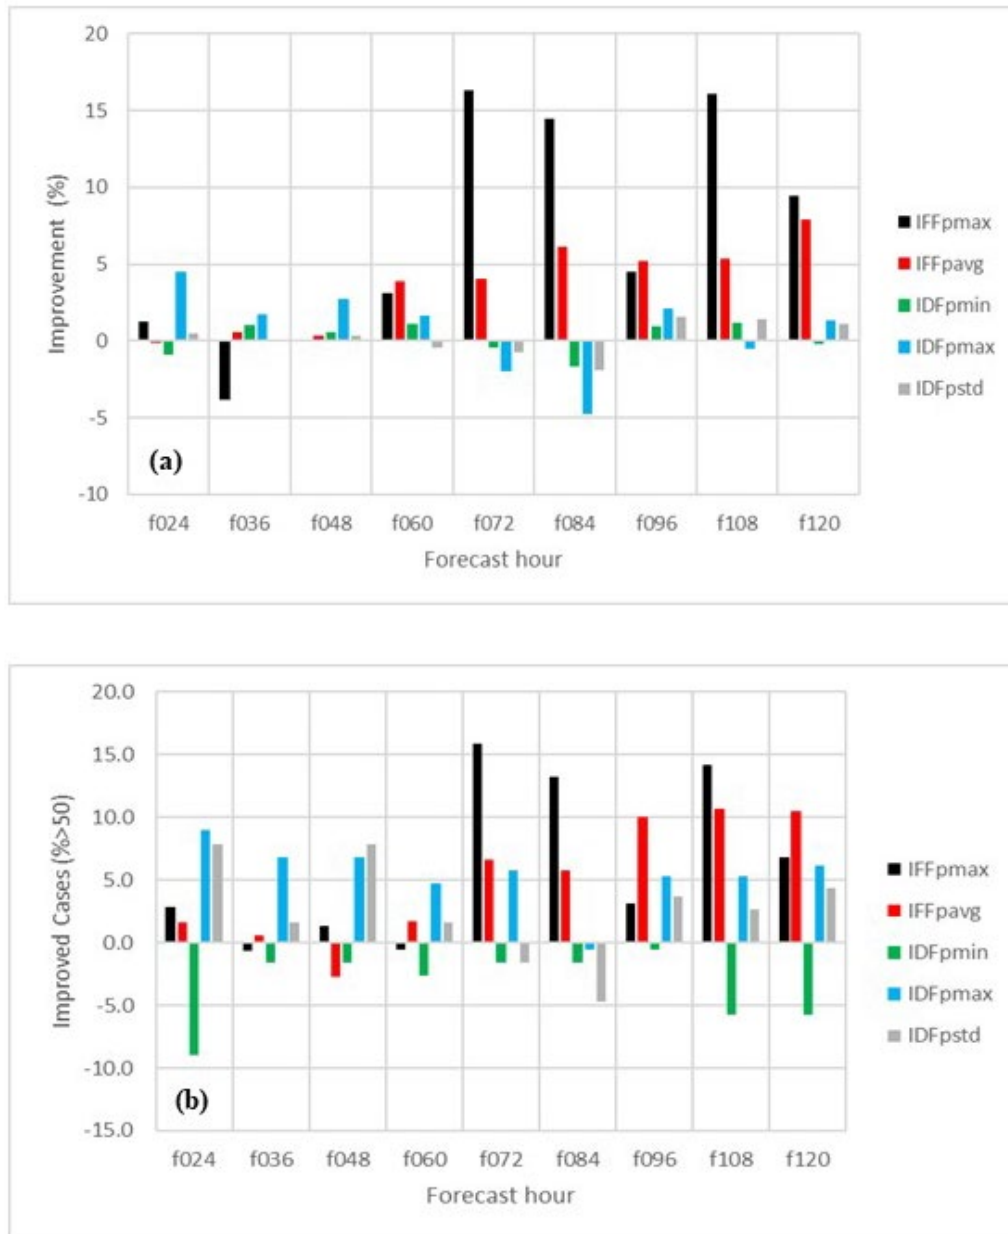 20
15
10
5
0
-5
-10
Improvement (%)
(a)
f024 f036 f048 f060 f072 f084 f096 f108 f120
Forecast hour
IFFpmax
IFFpavg
IDFpmin
IDFpmax
IDFpstd
20.0
15.0
10.0
5.0
0.0
-5.0
-10.0
-15.0
Improved Cases (%>50)
(b)
f024 f036 f048 f060 f072 f084 f096 f108 f120
Forecast hour
IFFpmax
IFFpavg
IDFpmin
IDFpmax
IDFpstd